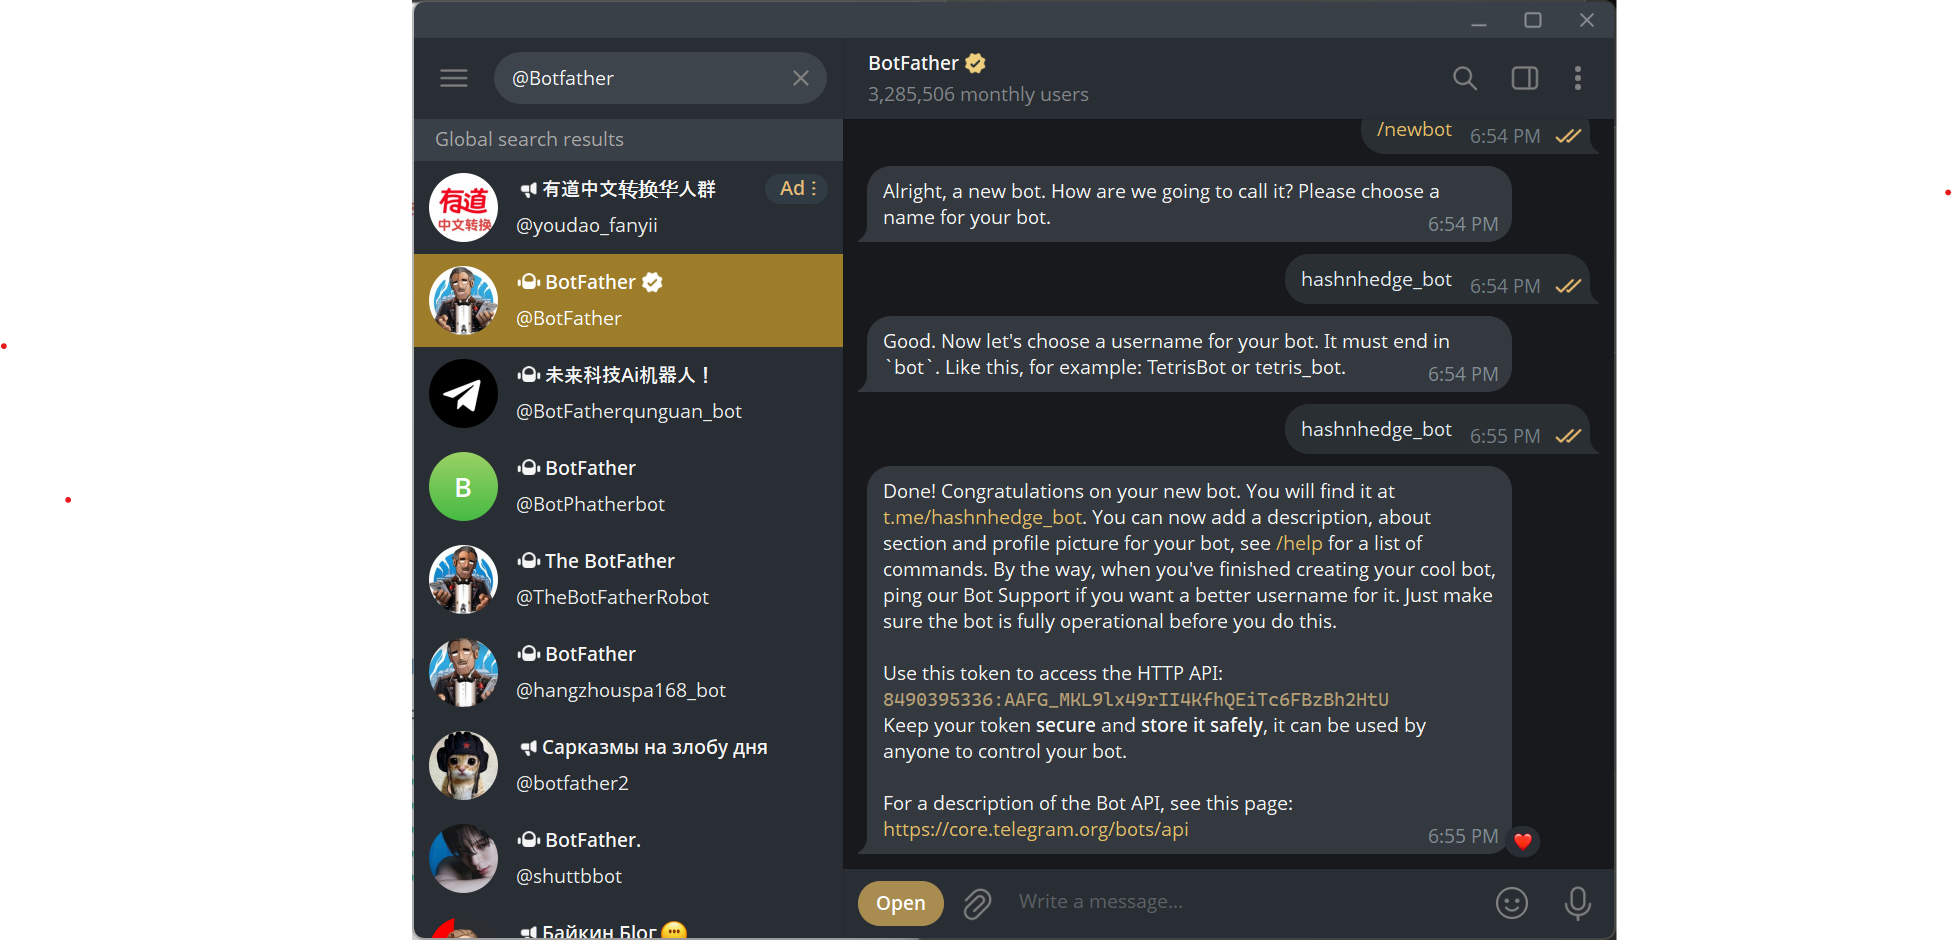 @Botfather
BotFather
3,285,506 monthly users
Global search results
有道
中文转换
有道中文转换华人群
Ad
@youdao_fanyii
BotFather
@BotFather
未来科技Ai机器人！
@BotFatherqunguan_bot
B
BotFather
@BotPhatherbot
The BotFather
@TheBotFatherRobot
BotFather
@hangzhouspa168_bot
Сарказмы на злобу дня
@botfather2
BotFather.
@shuttbbot
Байкин Блог
/newbot 6:54 PM
Alright, a new bot. How are we going to call it? Please choose a
name for your bot.
6:54 PM
hashnhedge_bot 6:54 PM
Good. Now let's choose a username for your bot. It must end in
`bot`. Like this, for example: TetrisBot or tetris_bot.
6:54 PM
hashnhedge_bot 6:55 PM
Done! Congratulations on your new bot. You will find it at
t.me/hashnhedge_bot. You can now add a description, about
section and profile picture for your bot, see /help for a list of
commands. By the way, when you've finished creating your cool bot,
ping our Bot Support if you want a better username for it. Just make
sure the bot is fully operational before you do this.
Use this token to access the HTTP API:
8490395336:AAFG_MKL9lx49rII4KfhQEiTc6FBzBh2HtU
Keep your token secure and store it safely, it can be used by
anyone to control your bot.
For a description of the Bot API, see this page:
https://core.telegram.org/bots/api
6:55 PM
Open
Write a message...